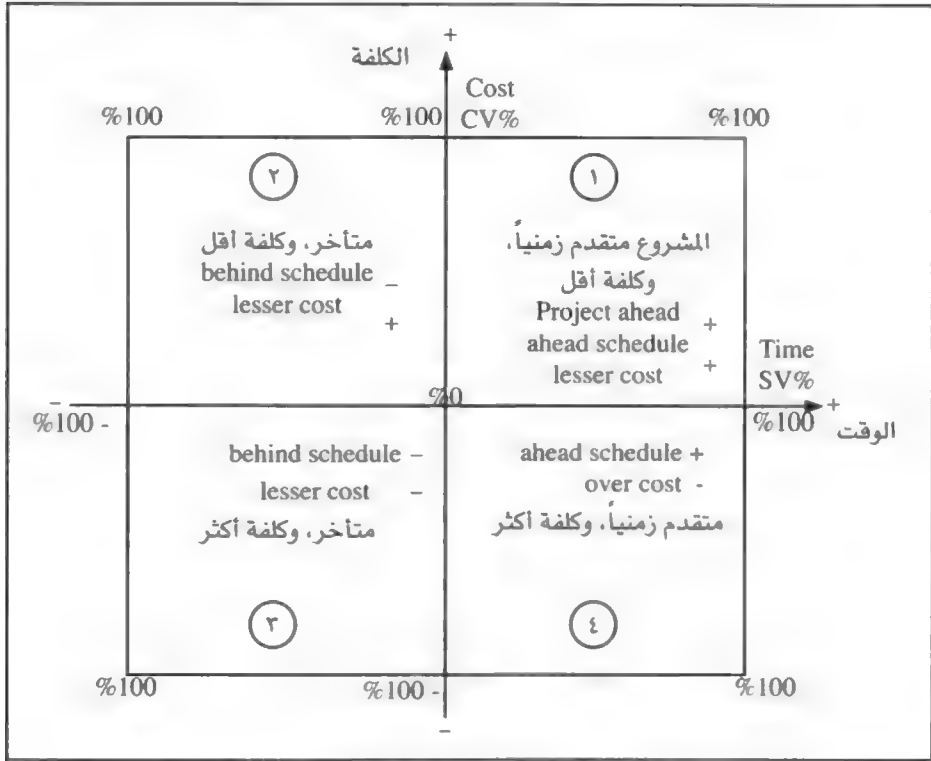 +
الكلفة
Cost
CV%
%100
%100
%100
٢
١
متأخر، وكلفة أقل
behind schedule –
lesser cost
+
المشروع متقدم زمنياً،
وكلفة أقل
Project ahead +
ahead schedule
lesser cost +
Time
SV%
%0
–
%100 -
+
%100
الوقت
behind schedule –
lesser cost –
متأخر، وكلفة أكثر
ahead schedule +
over cost -
متقدم زمنياً، وكلفة أكثر
٣
٤
%100
%100 -
%100
–